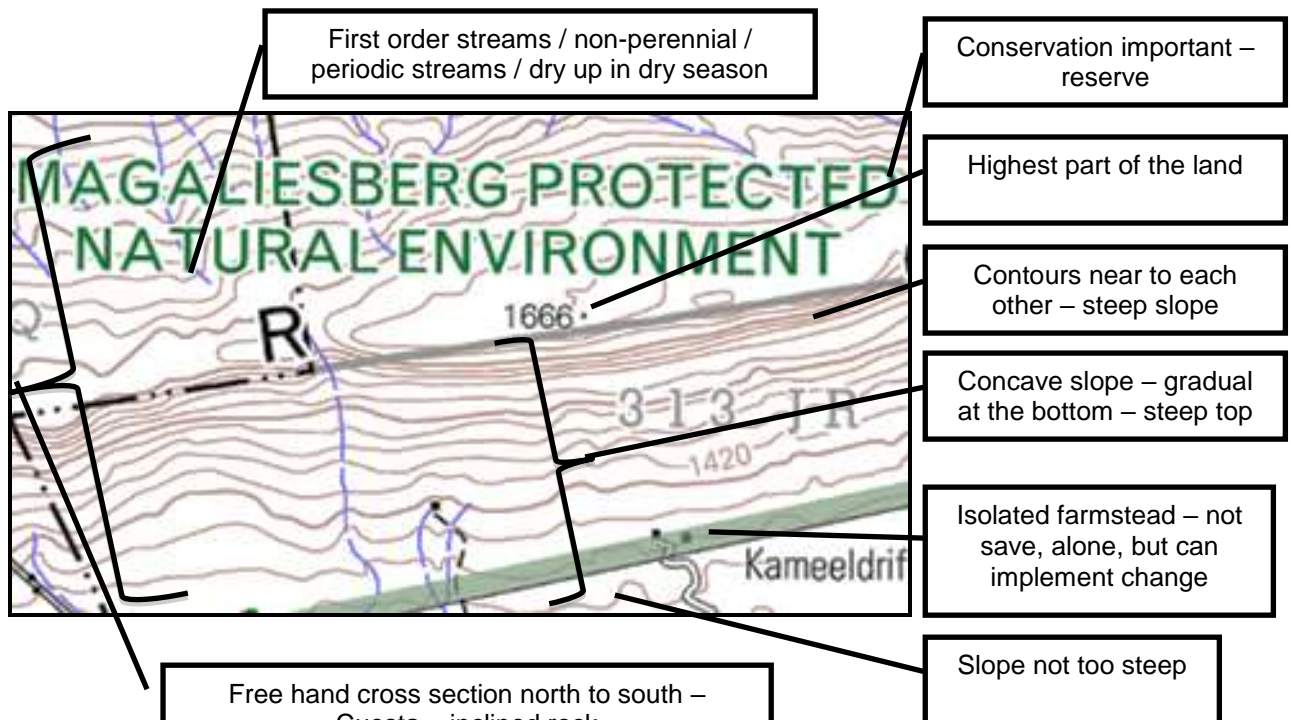 First order streams / non-perennial /
periodic streams / dry up in dry season
Conservation important –
reserve
Highest part of the land
Contours near to each
other – steep slope
Concave slope – gradual
at the bottom – steep top
Isolated farmstead – not
save, alone, but can
implement change
Slope not too steep
MAGALIESBERG PROTECTED
NATURAL ENVIRONMENT
1666
R
313 JR
1420
Kameeldrif
Free hand cross section north to south –